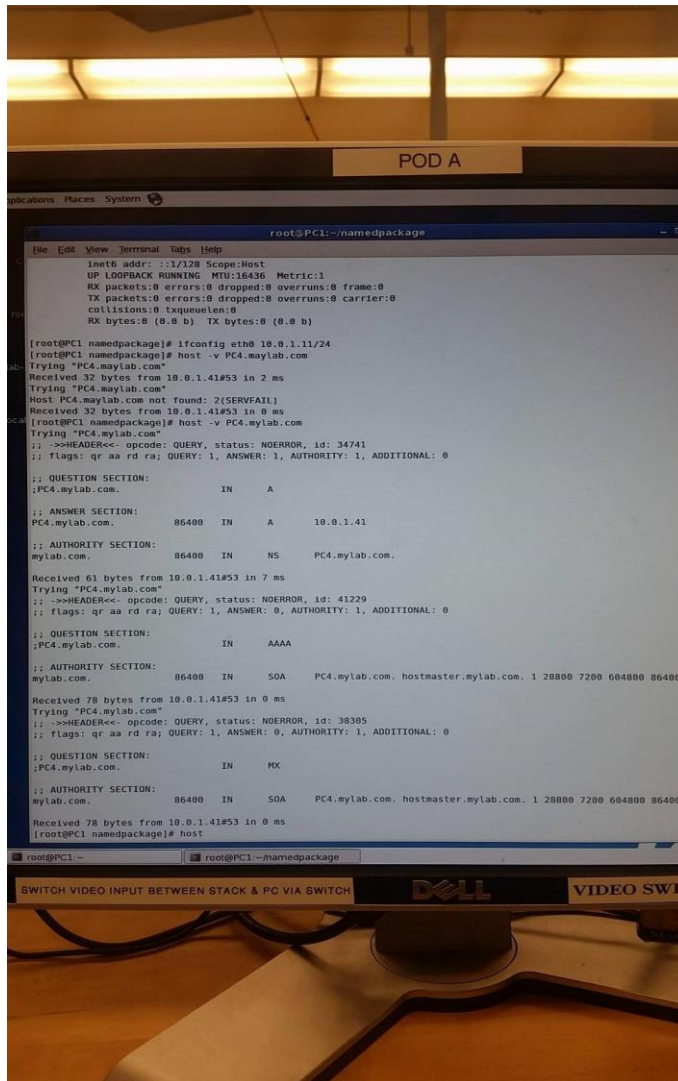 POD A
plications Places System
root@PC1:~/namedpackage
File Edit View Terminal Tabs Help
inet6 addr: ::1/128 Scope:Host
UP LOOPBACK RUNNING MTU:16436 Metric:1
RX packets:0 errors:0 dropped:0 overruns:0 frame:0
TX packets:0 errors:0 dropped:0 overruns:0 carrier:0
collisions:0 txqueuelen:0
RX bytes:0 (0.0 b) TX bytes:0 (0.0 b)
[root@PC1 namedpackage]# ifconfig eth0 10.0.1.11/24
[root@PC1 namedpackage]# host -v PC4.maylab.com
Trying "PC4.maylab.com"
Received 32 bytes from 10.0.1.41#53 in 2 ms
Trying "PC4.maylab.com"
Host PC4.maylab.com not found: 2(SERVFAIL)
Received 32 bytes from 10.0.1.41#53 in 0 ms
[root@PC1 namedpackage]# host -v PC4.mylab.com
Trying "PC4.mylab.com"
;; ->>HEADER<<- opcode: QUERY, status: NOERROR, id: 34741
;; flags: qr aa rd ra; QUERY: 1, ANSWER: 1, AUTHORITY: 1, ADDITIONAL: 0
;; QUESTION SECTION:
;PC4.mylab.com. IN A
;; ANSWER SECTION:
PC4.mylab.com. 86400 IN A 10.0.1.41
;; AUTHORITY SECTION:
mylab.com. 86400 IN NS PC4.mylab.com.
Received 61 bytes from 10.0.1.41#53 in 7 ms
Trying "PC4.mylab.com"
;; ->>HEADER<<- opcode: QUERY, status: NOERROR, id: 41229
;; flags: qr aa rd ra; QUERY: 1, ANSWER: 0, AUTHORITY: 1, ADDITIONAL: 0
;; QUESTION SECTION:
;PC4.mylab.com. IN AAAA
;; AUTHORITY SECTION:
mylab.com. 86400 IN SOA PC4.mylab.com. hostmaster.mylab.com. 1 28800 7200 604800 86400
Received 78 bytes from 10.0.1.41#53 in 0 ms
Trying "PC4.mylab.com"
;; ->>HEADER<<- opcode: QUERY, status: NOERROR, id: 38305
;; flags: qr aa rd ra; QUERY: 1, ANSWER: 0, AUTHORITY: 1, ADDITIONAL: 0
;; QUESTION SECTION:
;PC4.mylab.com. IN MX
;; AUTHORITY SECTION:
mylab.com. 86400 IN SOA PC4.mylab.com. hostmaster.mylab.com. 1 28800 7200 604800 8640
Received 78 bytes from 10.0.1.41#53 in 0 ms
[root@PC1 namedpackage]# host
root@PC1:~ root@PC1:~/namedpackage
SWITCH VIDEO INPUT BETWEEN STACK & PC VIA SWITCH DELL VIDEO SWI